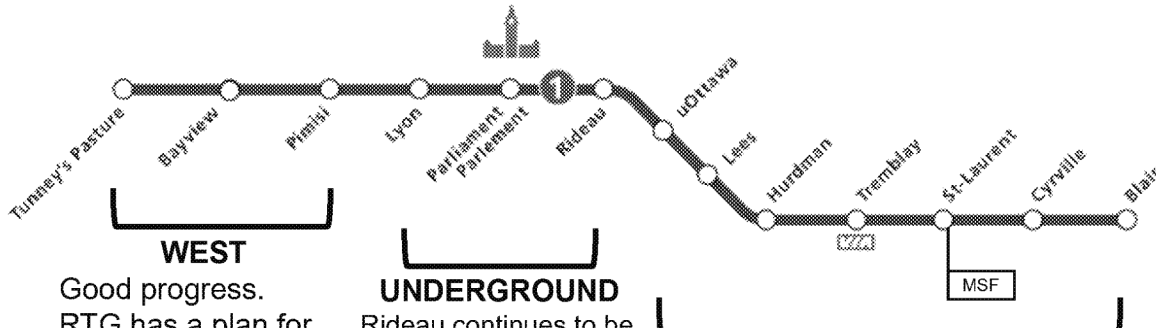 Tunney's Pasture
Bayview
Pimisi
Lyon
Parliament
Parlement
1
Rideau
uOttawa
Lees
Hurdman
Tremblay
St-Laurent
Cyrville
Blair
MSF
WEST
Good progress.
RTG has a plan for
UNDERGROUND
Rideau continues to be